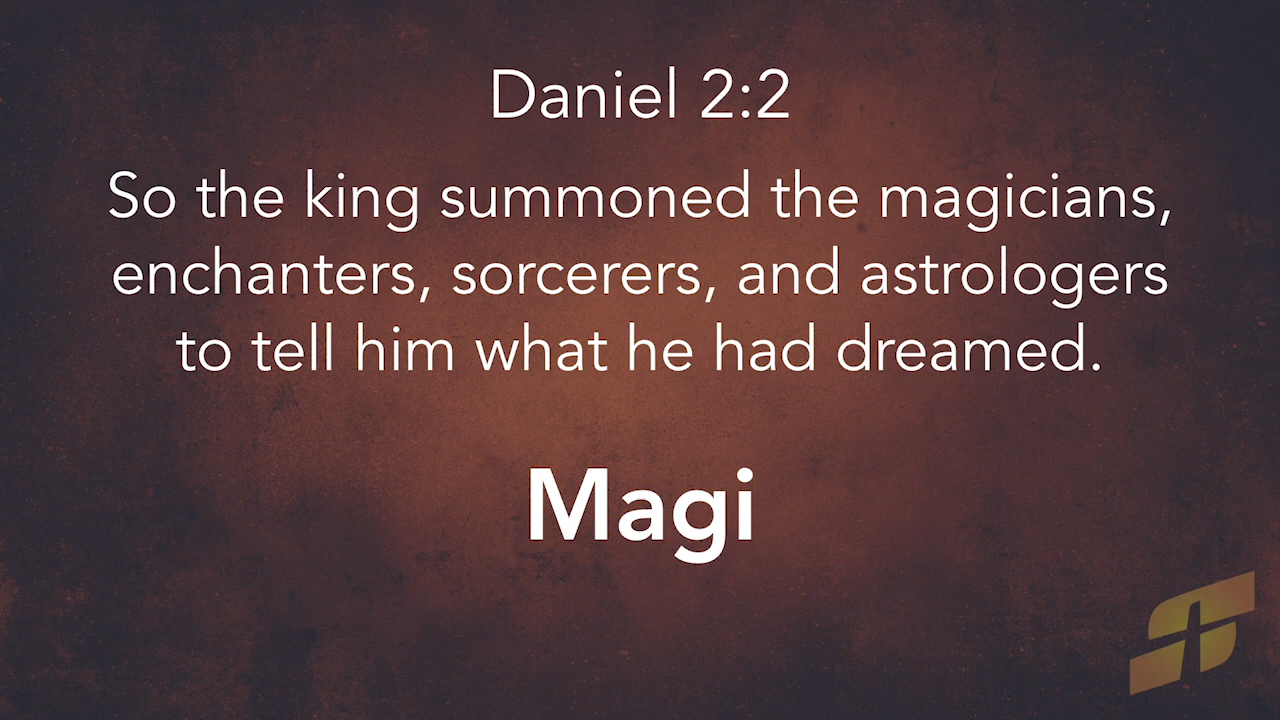 Daniel 2:2
So the king summoned the magicians,
enchanters, sorcerers, and astrologers
to tell him what he had dreamed.
Magi